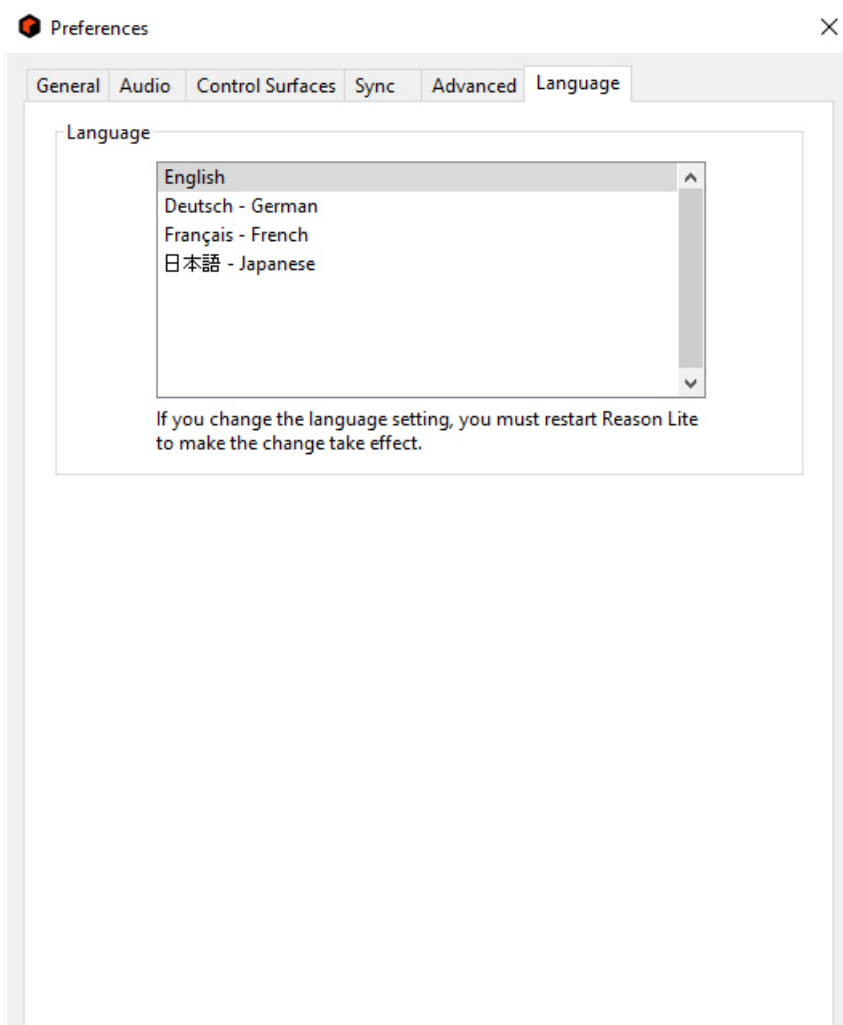 Preferences
General Audio Control Surfaces Sync Advanced Language
Language
English
Deutsch - German
Français - French
日本語 - Japanese
If you change the language setting, you must restart Reason Lite
to make the change take effect.